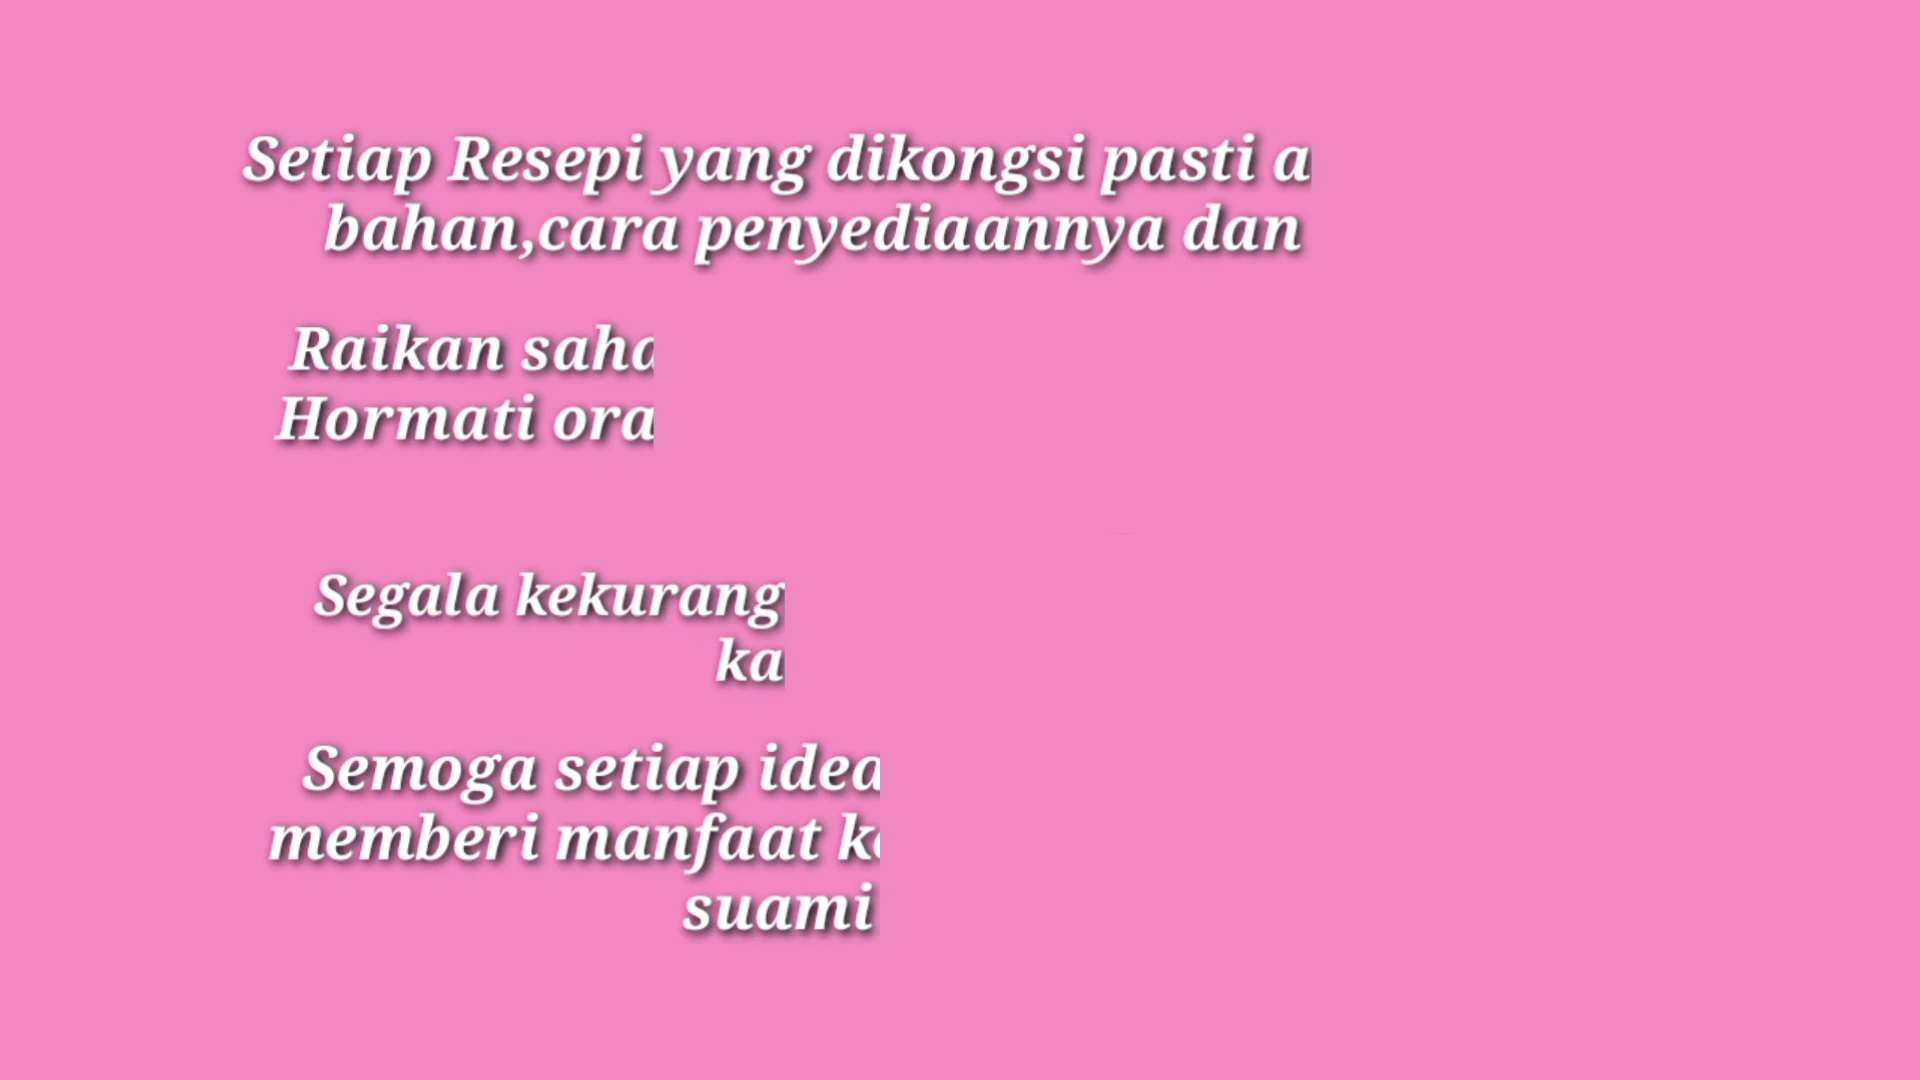 Setiap Resepi yang dikongsi pasti a
bahan,cara penyediaannya dan
Raikan saha
Hormati ora
Segala kekurang
ka
Semoga setiap idea
memberi manfaat ke
suami